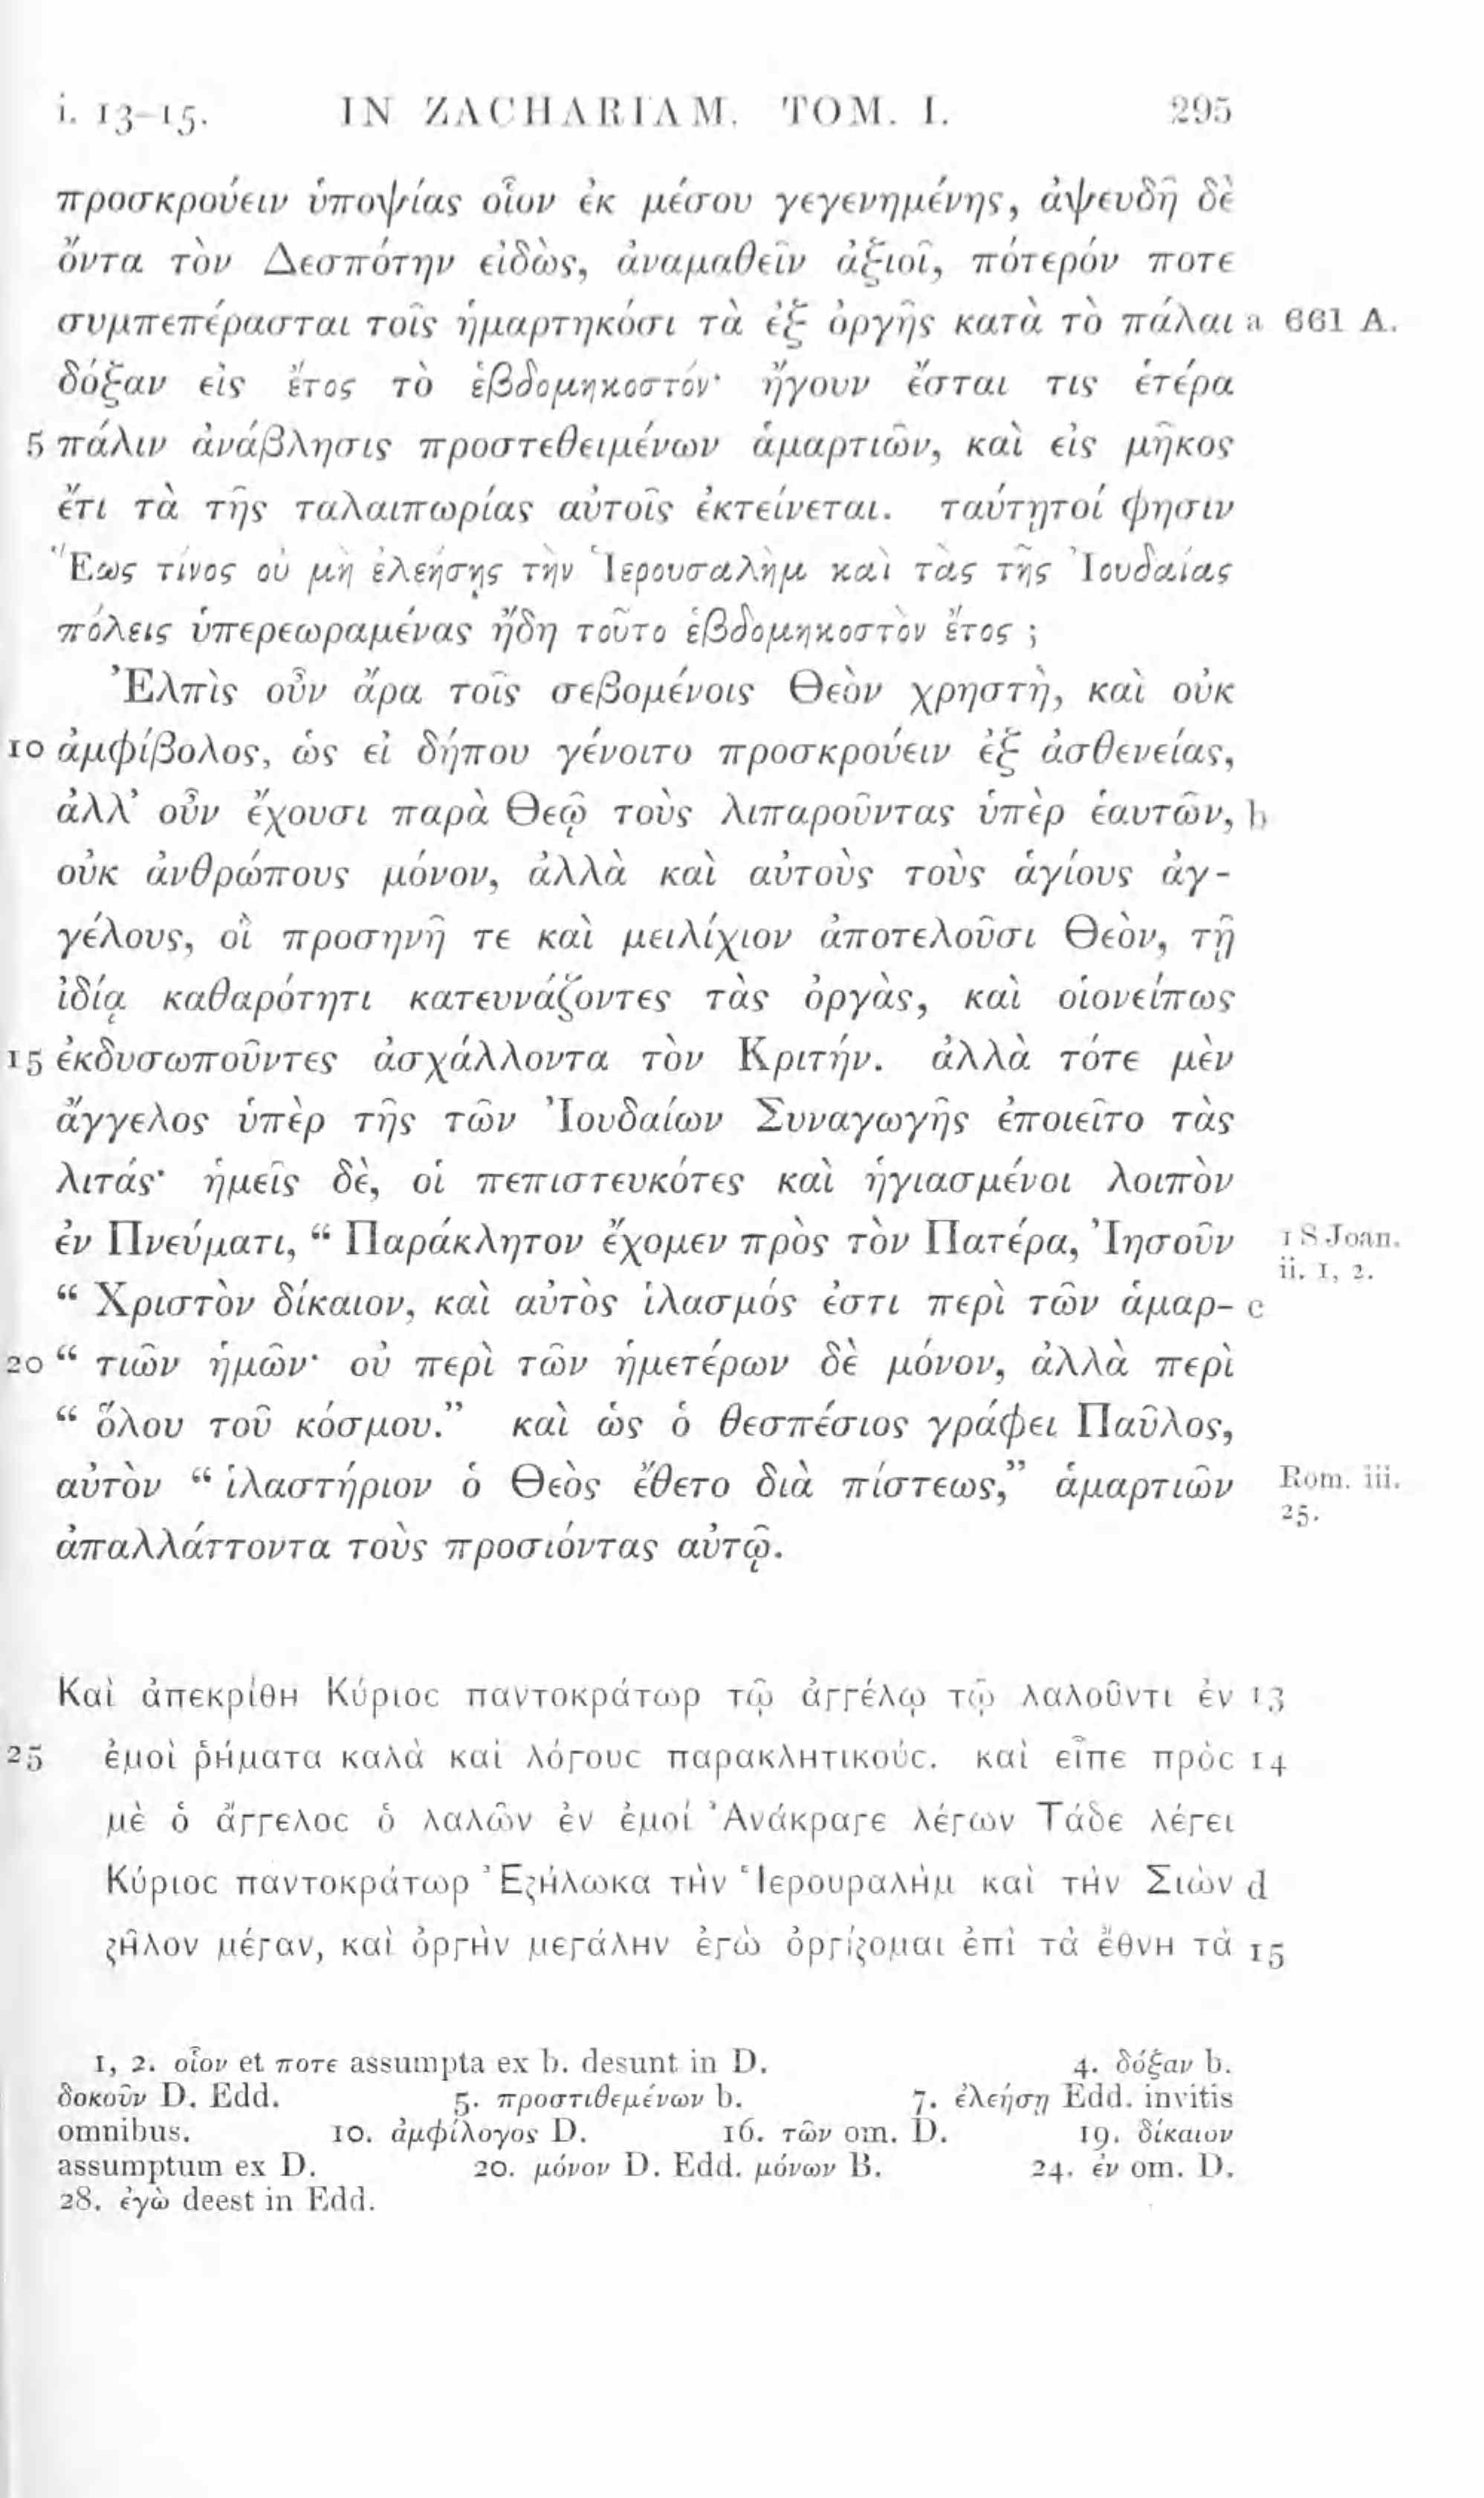 i. 13-15. IN ZACHARIAM. TOM. I. 295
προσκρούειν ὑποψίας οἷον ἐκ μέσου γεγενημένης, ἀψευδῆ δὲ
ὄντα τὸν Δεσπότην εἰδὼς, ἀναμαθεῖν ἀξιοῖ, πότερόν ποτε
συμπεπέρασται τοῖς ἡμαρτηκόσι τὰ ἐξ ὀργῆς κατὰ τὸ πάλαι a 661 A.
δόξαν εἰς ἔτος τὸ ἑβδομηκοστόν· ἤγουν ἔσται τις ἑτέρα
5 πάλιν ἀνάβλησις προστεθειμένων ἁμαρτιῶν, καὶ εἰς μῆκος
ἔτι τὰ τῆς ταλαιπωρίας αὐτοῖς ἐκτείνεται. ταύτῃτοί φησιν
Ἕως τίνος οὐ μὴ ἐλεήσῃς τὴν Ἱερουσαλὴμ καὶ τὰς τῆς Ἰουδαίας
πόλεις ὑπερεωραμένας ἤδη τοῦτο ἑβδομηκοστὸν ἔτος ;
Ἐλπὶς οὖν ἄρα τοῖς σεβομένοις Θεὸν χρηστὴ, καὶ οὐκ
10 ἀμφίβολος, ὡς εἰ δήπου γένοιτο προσκρούειν ἐξ ἀσθενείας,
ἀλλ’ οὖν ἔχουσι παρὰ Θεῷ τοὺς λιπαροῦντας ὑπὲρ ἑαυτῶν, b
οὐκ ἀνθρώπους μόνον, ἀλλὰ καὶ αὐτοὺς τοὺς ἁγίους ἀγ-
γέλους, οἳ προσηνῆ τε καὶ μειλίχιον ἀποτελοῦσι Θεὸν, τῇ
ἰδίᾳ καθαρότητι κατευνάζοντες τὰς ὀργὰς, καὶ οἱονείπως
15 ἐκδυσωποῦντες ἀσχάλλοντα τὸν Κριτήν. ἀλλὰ τότε μὲν
ἄγγελος ὑπὲρ τῆς τῶν Ἰουδαίων Συναγωγῆς ἐποιεῖτο τὰς
λιτάς· ἡμεῖς δὲ, οἱ πεπιστευκότες καὶ ἡγιασμένοι λοιπὸν
ἐν Πνεύματι, “ Παράκλητον ἔχομεν πρὸς τὸν Πατέρα, Ἰησοῦν 1 S Joan. ii. 1, 2.
“ Χριστὸν δίκαιον, καὶ αὐτὸς ἱλασμός ἐστι περὶ τῶν ἁμαρ- c
20 “ τιῶν ἡμῶν· οὐ περὶ τῶν ἡμετέρων δὲ μόνον, ἀλλὰ περὶ
“ ὅλου τοῦ κόσμου.” καὶ ὡς ὁ θεσπέσιος γράφει Παῦλος,
αὐτὸν “ ἱλαστήριον ὁ Θεὸς ἔθετο διὰ πίστεως,” ἁμαρτιῶν Rom. iii. 25.
ἀπαλλάττοντα τοὺς προσιόντας αὐτῷ.
Καὶ ἀπεκρίθη Κύριος παντοκράτωρ τῷ ἀγγέλῳ τῷ λαλοῦντι ἐν 13
25 ἐμοὶ ῥήματα καλὰ καὶ λόγους παρακλητικούς. καὶ εἶπε πρὸς 14
μὲ ὁ ἄγγελος ὁ λαλῶν ἐν ἐμοί Ἀνάκραγε λέγων Τάδε λέγει
Κύριος παντοκράτωρ Ἐζήλωκα τὴν Ἱερουραλὴμ καὶ τὴν Σιὼν d
ζῆλον μέγαν, καὶ ὀργὴν μεγάλην ἐγὼ ὀργίζομαι ἐπὶ τὰ ἔθνη τὰ 15
1, 2. οἷον et ποτε assumpta ex b. desunt in D. 4. δόξαν b.
δοκοῦν D. Edd. 5. προστιθεμένων b. 7. ἐλεήσῃ Edd. invitis
omnibus. 10. ἀμφίλογος D. 16. τῶν om. D. 19. δίκαιον
assumptum ex D. 20. μόνον D. Edd. μόνων B. 24. ἐν om. D.
28. ἐγὼ deest in Edd.